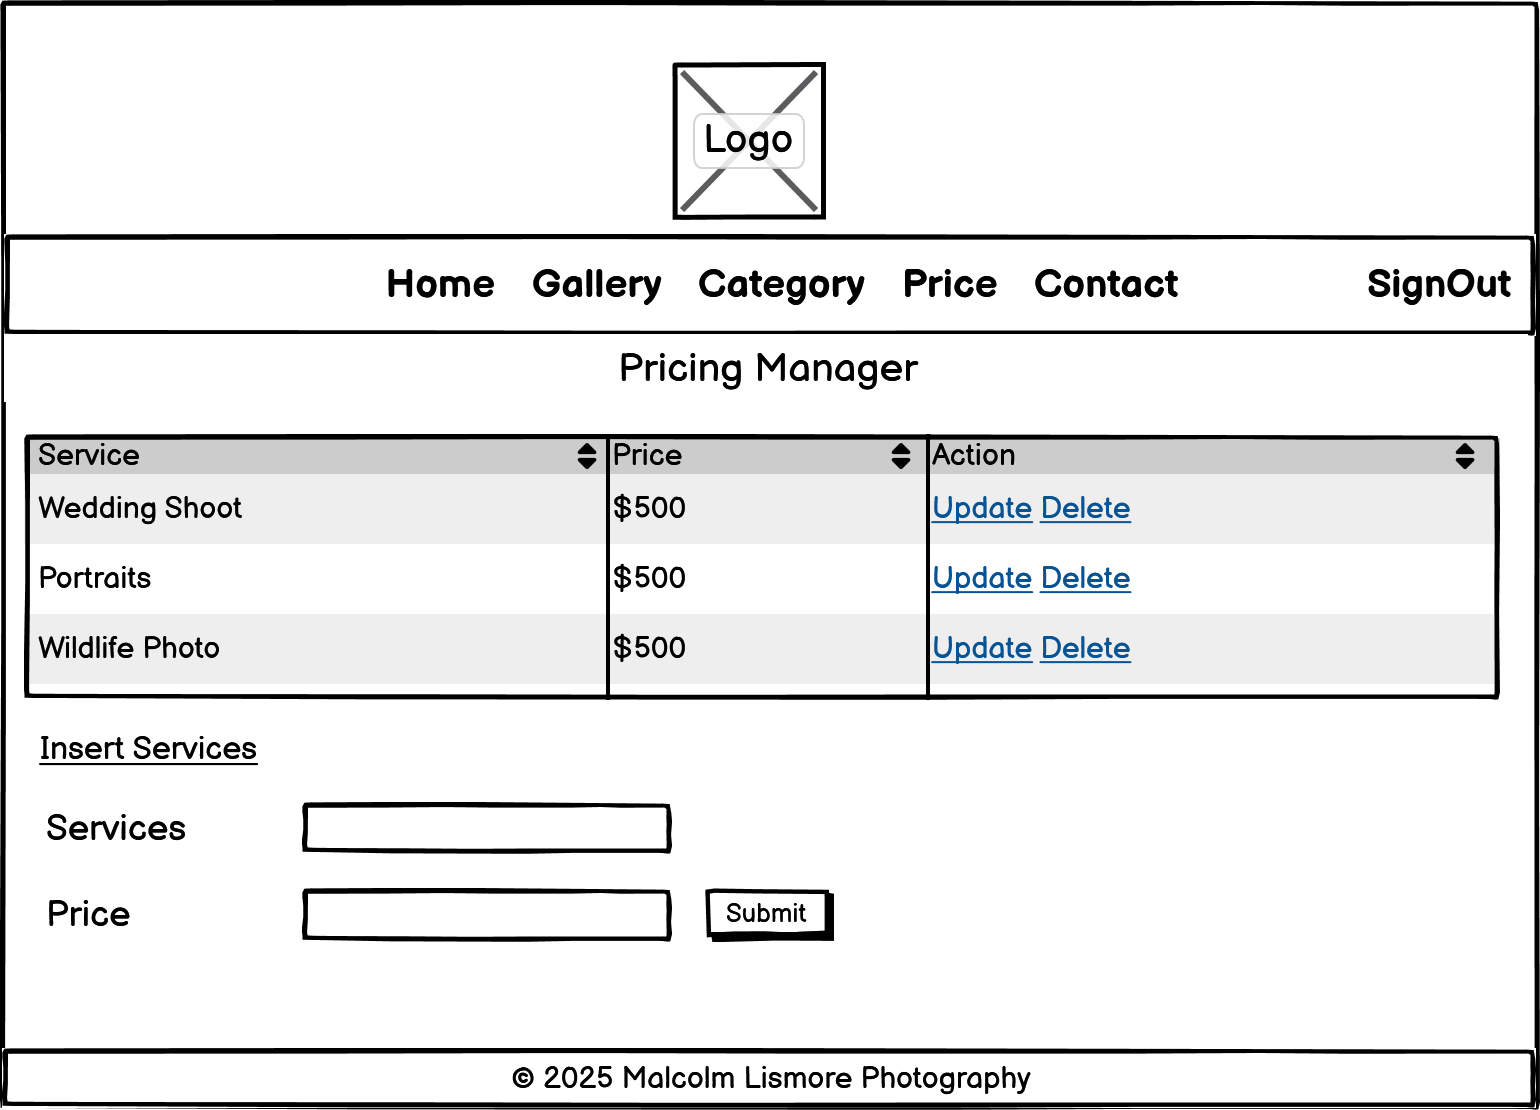 Logo
Home Gallery Category Price Contact SignOut
Pricing Manager
Service Price Action
Wedding Shoot $500 Update Delete
Portraits $500 Update Delete
Wildlife Photo $500 Update Delete
Insert Services
Services
Price Submit
© 2025 Malcolm Lismore Photography